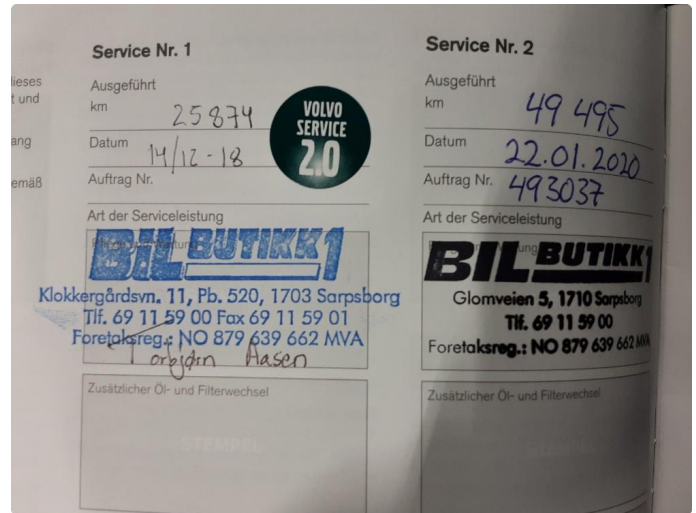 ieses
t und
ang
emäß
Service Nr. 1
Ausgeführt
km 25874
Datum 14/12-18
Auftrag Nr.
VOLVO
SERVICE
2.0
Art der Serviceleistung
BIL BUTIKK1
Klokkergårdsvn. 11, Pb. 520, 1703 Sarpsborg
Tlf. 69 11 59 00 Fax 69 11 59 01
Foretaksreg.: NO 879 639 662 MVA
Torbjørn Aasen
Zusätzlicher Öl- und Filterwechsel
STEMPEL
Service Nr. 2
Ausgeführt
km 49 495
Datum 22.01.2020
Auftrag Nr. 493037
Art der Serviceleistung
BIL BUTIKK1
Glomveien 5, 1710 Sarpsborg
Tlf. 69 11 59 00
Foretaksreg.: NO 879 639 662 MVA
Zusätzlicher Öl- und Filterwechsel